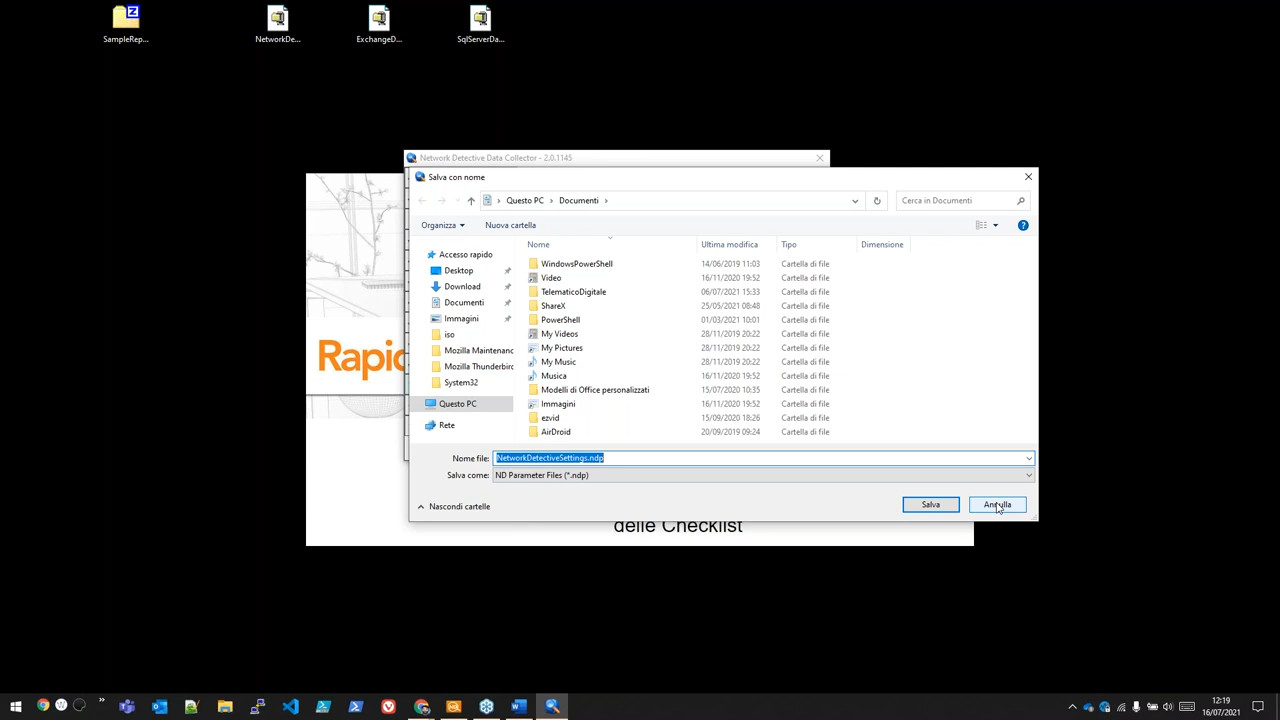 SampleRep...
NetworkDe...
ExchangeD...
SqlServerDa...
Network Detective Data Collector - 2.0.1145
Salva con nome
Questo PC
Documenti
Cerca in Documenti
Organizza
Nuova cartella
Nome
Ultima modifica
Tipo
Dimensione
Accesso rapido
Desktop
Download
Documenti
Immagini
iso
Mozilla Maintenanc
Mozilla Thunderbird
System32
Questo PC
Rete
WindowsPowerShell 14/06/2019 11:03 Cartella di file
Video 16/11/2020 19:52 Cartella di file
TelematicoDigitale 06/07/2021 15:33 Cartella di file
ShareX 25/05/2021 08:48 Cartella di file
PowerShell 01/03/2021 10:01 Cartella di file
My Videos 28/11/2019 20:22 Cartella di file
My Pictures 28/11/2019 20:22 Cartella di file
My Music 28/11/2019 20:22 Cartella di file
Musica 16/11/2020 19:52 Cartella di file
Modelli di Office personalizzati 15/07/2020 10:35 Cartella di file
Immagini 16/11/2020 19:52 Cartella di file
ezvid 15/09/2020 18:26 Cartella di file
AirDroid 20/09/2019 09:24 Cartella di file
Nome file: NetworkDetectiveSettings.ndp
Salva come: ND Parameter Files (*.ndp)
Nascondi cartelle
Salva
Annulla
Rapid
delle Checklist
12:19
16/07/2021